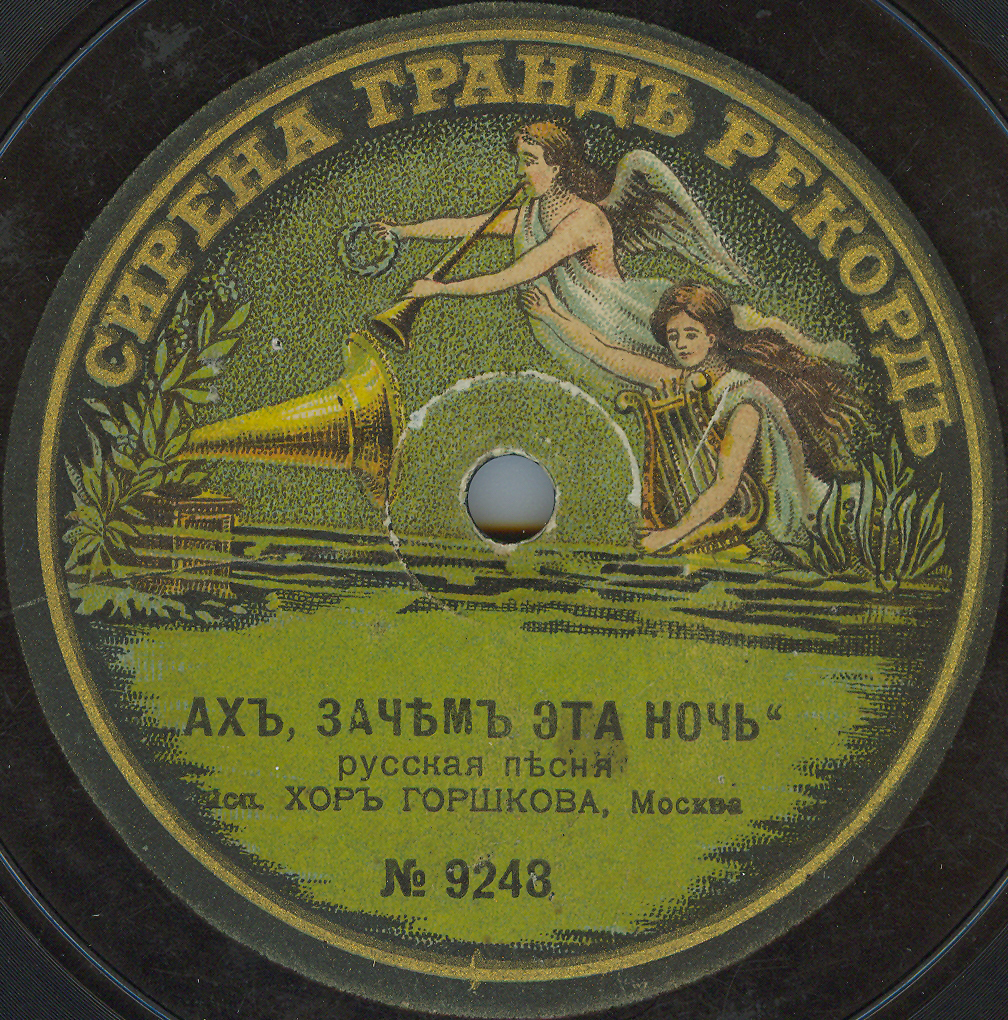 СИРЕНА ГРАНДЪ РЕКОРДЪ
АХЪ, ЗАЧѢМЪ ЭТА НОЧЬ“
русская пѣсня
исп. ХОРЪ ГОРШКОВА, Москва
№ 9248